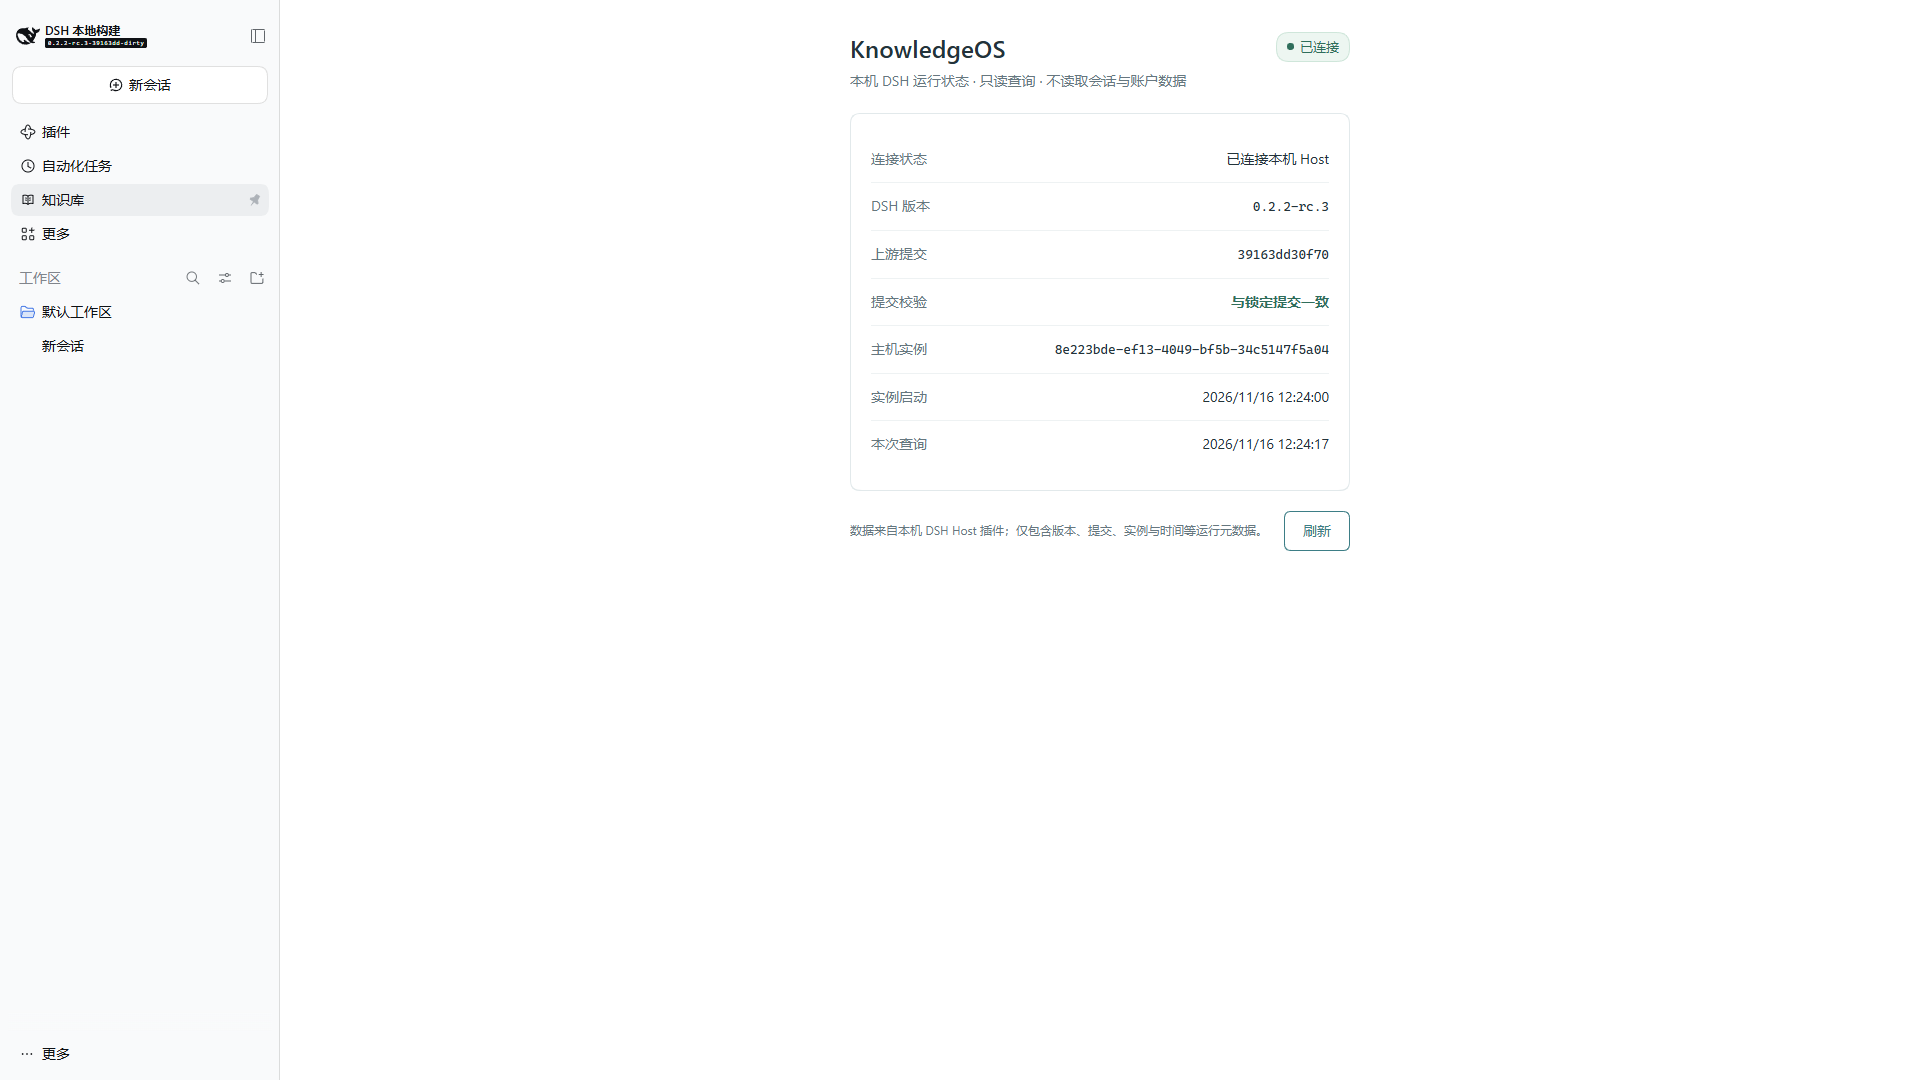 DSH 本地构建
0.2.2-rc.3-39163dd-dirty
新会话
插件
自动化任务
知识库
更多
工作区
默认工作区
新会话
更多
KnowledgeOS
已连接
本机 DSH 运行状态 · 只读查询 · 不读取会话与账户数据
连接状态 已连接本机 Host
DSH 版本 0.2.2-rc.3
上游提交 39163dd30f70
提交校验 与锁定提交一致
主机实例 8e223bde-ef13-4049-bf5b-34c5147f5a04
实例启动 2026/11/16 12:24:00
本次查询 2026/11/16 12:24:17
数据来自本机 DSH Host 插件；仅包含版本、提交、实例与时间等运行元数据。
刷新